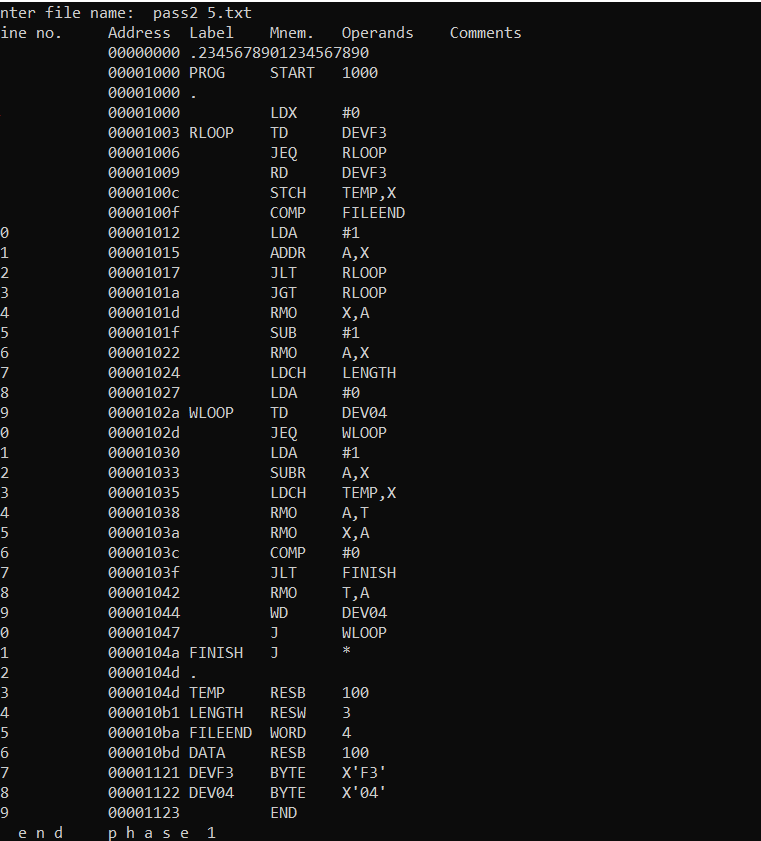 nter file name:  pass2 5.txt
ine no.     Address  Label    Mnem.   Operands    Comments
            00000000 .2345678901234567890
            00001000 PROG     START   1000
            00001000 .
            00001000          LDX     #0
            00001003 RLOOP    TD      DEVF3
            00001006          JEQ     RLOOP
            00001009          RD      DEVF3
            0000100c          STCH    TEMP,X
            0000100f          COMP    FILEEND
0           00001012          LDA     #1
1           00001015          ADDR    A,X
2           00001017          JLT     RLOOP
3           0000101a          JGT     RLOOP
4           0000101d          RMO     X,A
5           0000101f          SUB     #1
6           00001022          RMO     A,X
7           00001024          LDCH    LENGTH
8           00001027          LDA     #0
9           0000102a WLOOP    TD      DEV04
0           0000102d          JEQ     WLOOP
1           00001030          LDA     #1
2           00001033          SUBR    A,X
3           00001035          LDCH    TEMP,X
4           00001038          RMO     A,T
5           0000103a          RMO     X,A
6           0000103c          COMP    #0
7           0000103f          JLT     FINISH
8           00001042          RMO     T,A
9           00001044          WD      DEV04
0           00001047          J       WLOOP
1           0000104a FINISH   J       *
2           0000104d .
3           0000104d TEMP     RESB    100
4           000010b1 LENGTH   RESW    3
5           000010ba FILEEND  WORD    4
6           000010bd DATA     RESB    100
7           00001121 DEVF3    BYTE    X'F3'
8           00001122 DEV04    BYTE    X'04'
9           00001123          END
  e n d     p h a s e  1